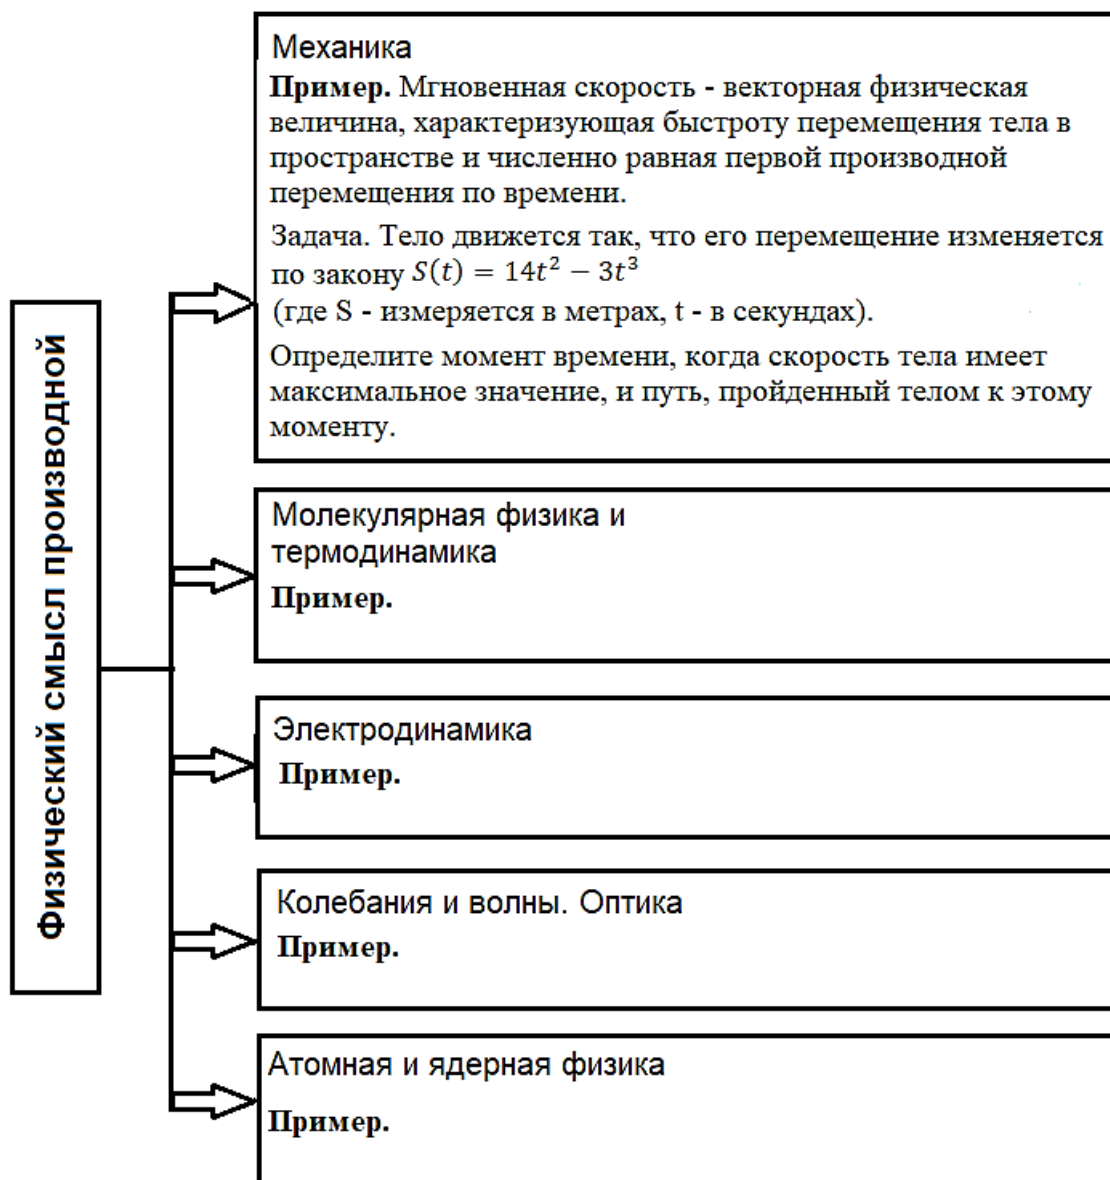 Физический смысл производной
Механика
Пример. Мгновенная скорость - векторная физическая
величина, характеризующая быстроту перемещения тела в
пространстве и численно равная первой производной
перемещения по времени.
Задача. Тело движется так, что его перемещение изменяется
по закону S(t) = 14t² − 3t³
(где S - измеряется в метрах, t - в секундах).
Определите момент времени, когда скорость тела имеет
максимальное значение, и путь, пройденный телом к этому
моменту.
Молекулярная физика и
термодинамика
Пример.
Электродинамика
Пример.
Колебания и волны. Оптика
Пример.
Атомная и ядерная физика
Пример.